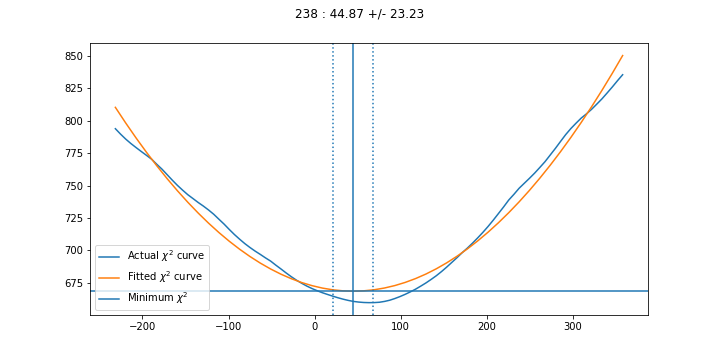 238 : 44.87 +/- 23.23
850
825
800
775
750
725
700
675
Actual χ² curve
Fitted χ² curve
Minimum χ²
−200 −100 0 100 200 300